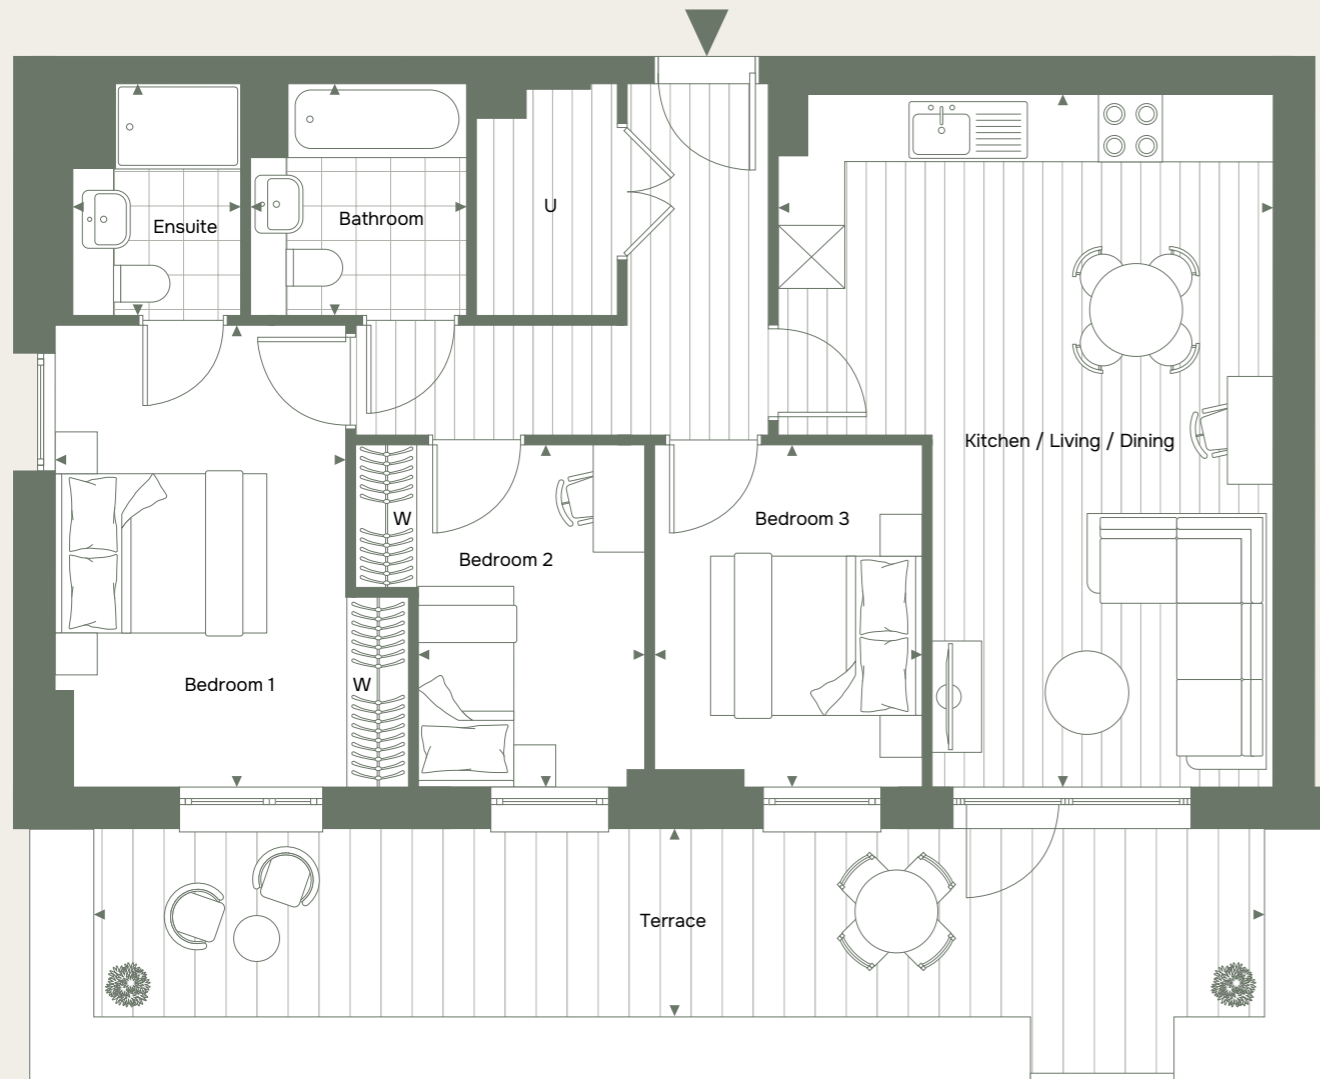 Ensuite
Bathroom
U
Kitchen / Living / Dining
W
Bedroom 2
Bedroom 3
Bedroom 1
W
Terrace